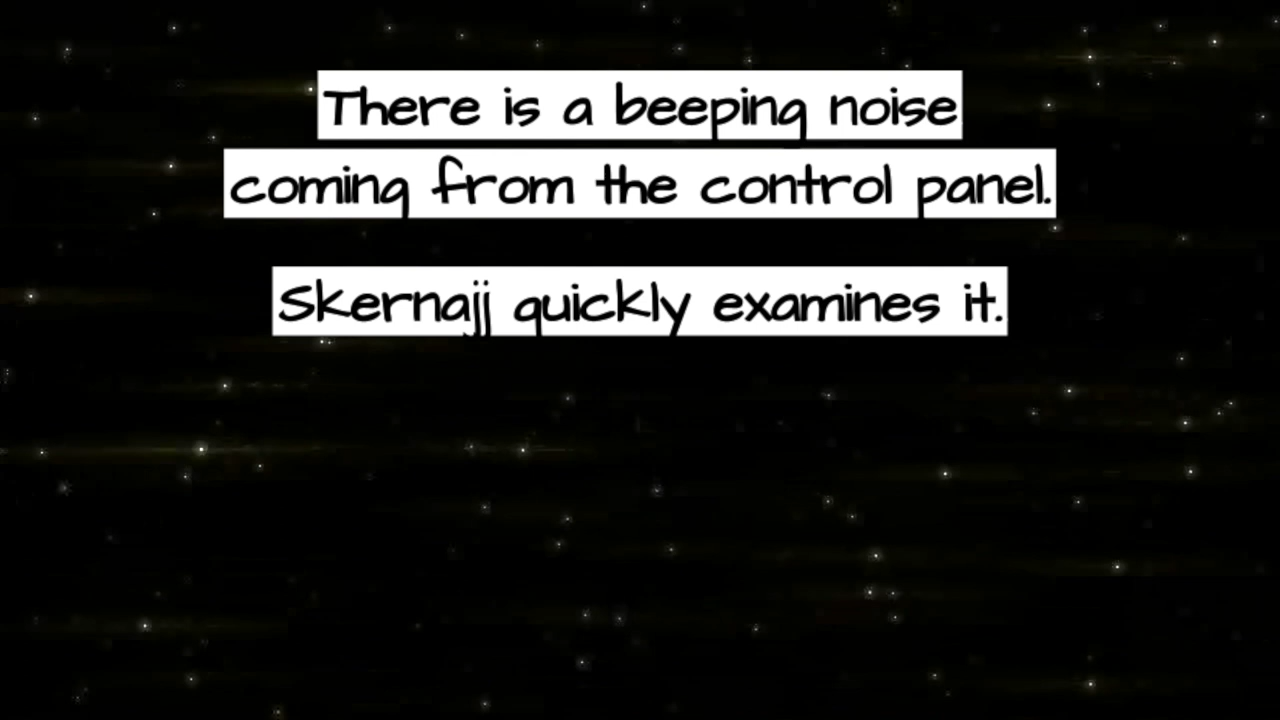 There is a beeping noise
coming from the control panel.
Skernajj quickly examines it.